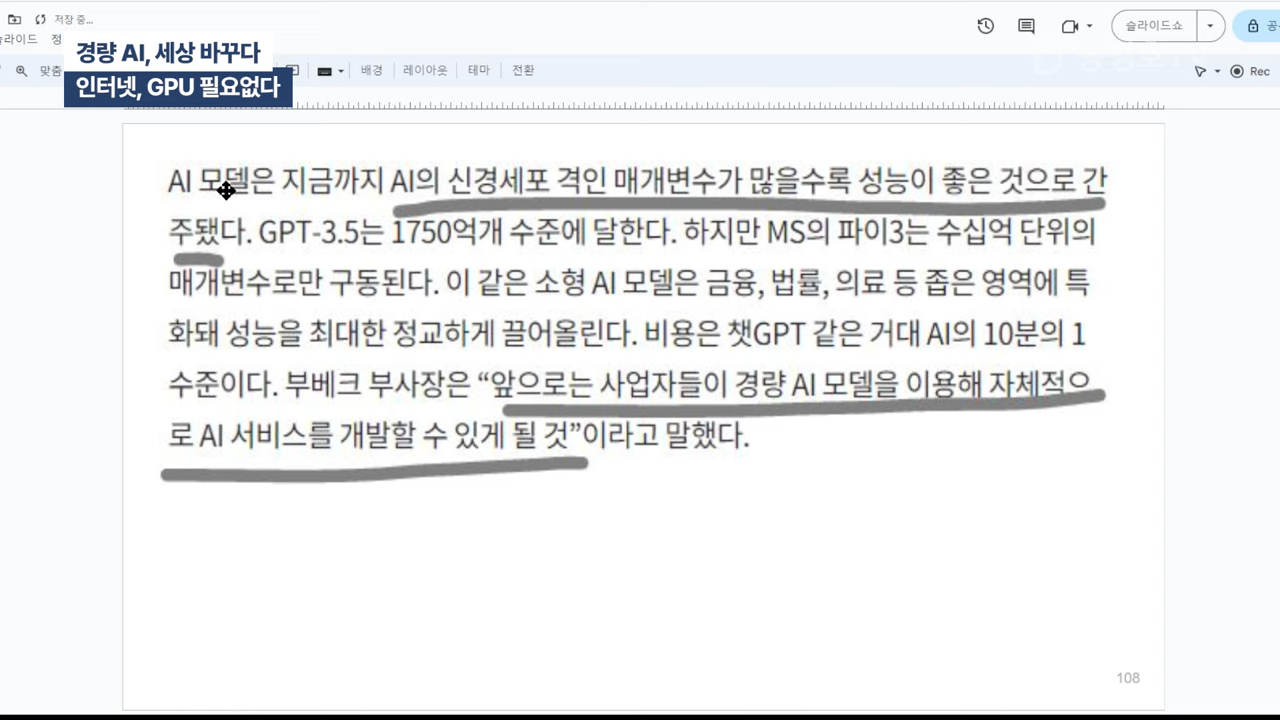 저장 중...
슬라이드쇼
경량 AI, 세상 바꾸다
인터넷, GPU 필요없다
맞춤
배경
레이아웃
테마
전환
Rec
AI 모델은 지금까지 AI의 신경세포 격인 매개변수가 많을수록 성능이 좋은 것으로 간
주됐다. GPT-3.5는 1750억개 수준에 달한다. 하지만 MS의 파이3는 수십억 단위의
매개변수로만 구동된다. 이 같은 소형 AI 모델은 금융, 법률, 의료 등 좁은 영역에 특
화돼 성능을 최대한 정교하게 끌어올린다. 비용은 챗GPT 같은 거대 AI의 10분의 1
수준이다. 부베크 부사장은 “앞으로는 사업자들이 경량 AI 모델을 이용해 자체적으
로 AI 서비스를 개발할 수 있게 될 것”이라고 말했다.
108